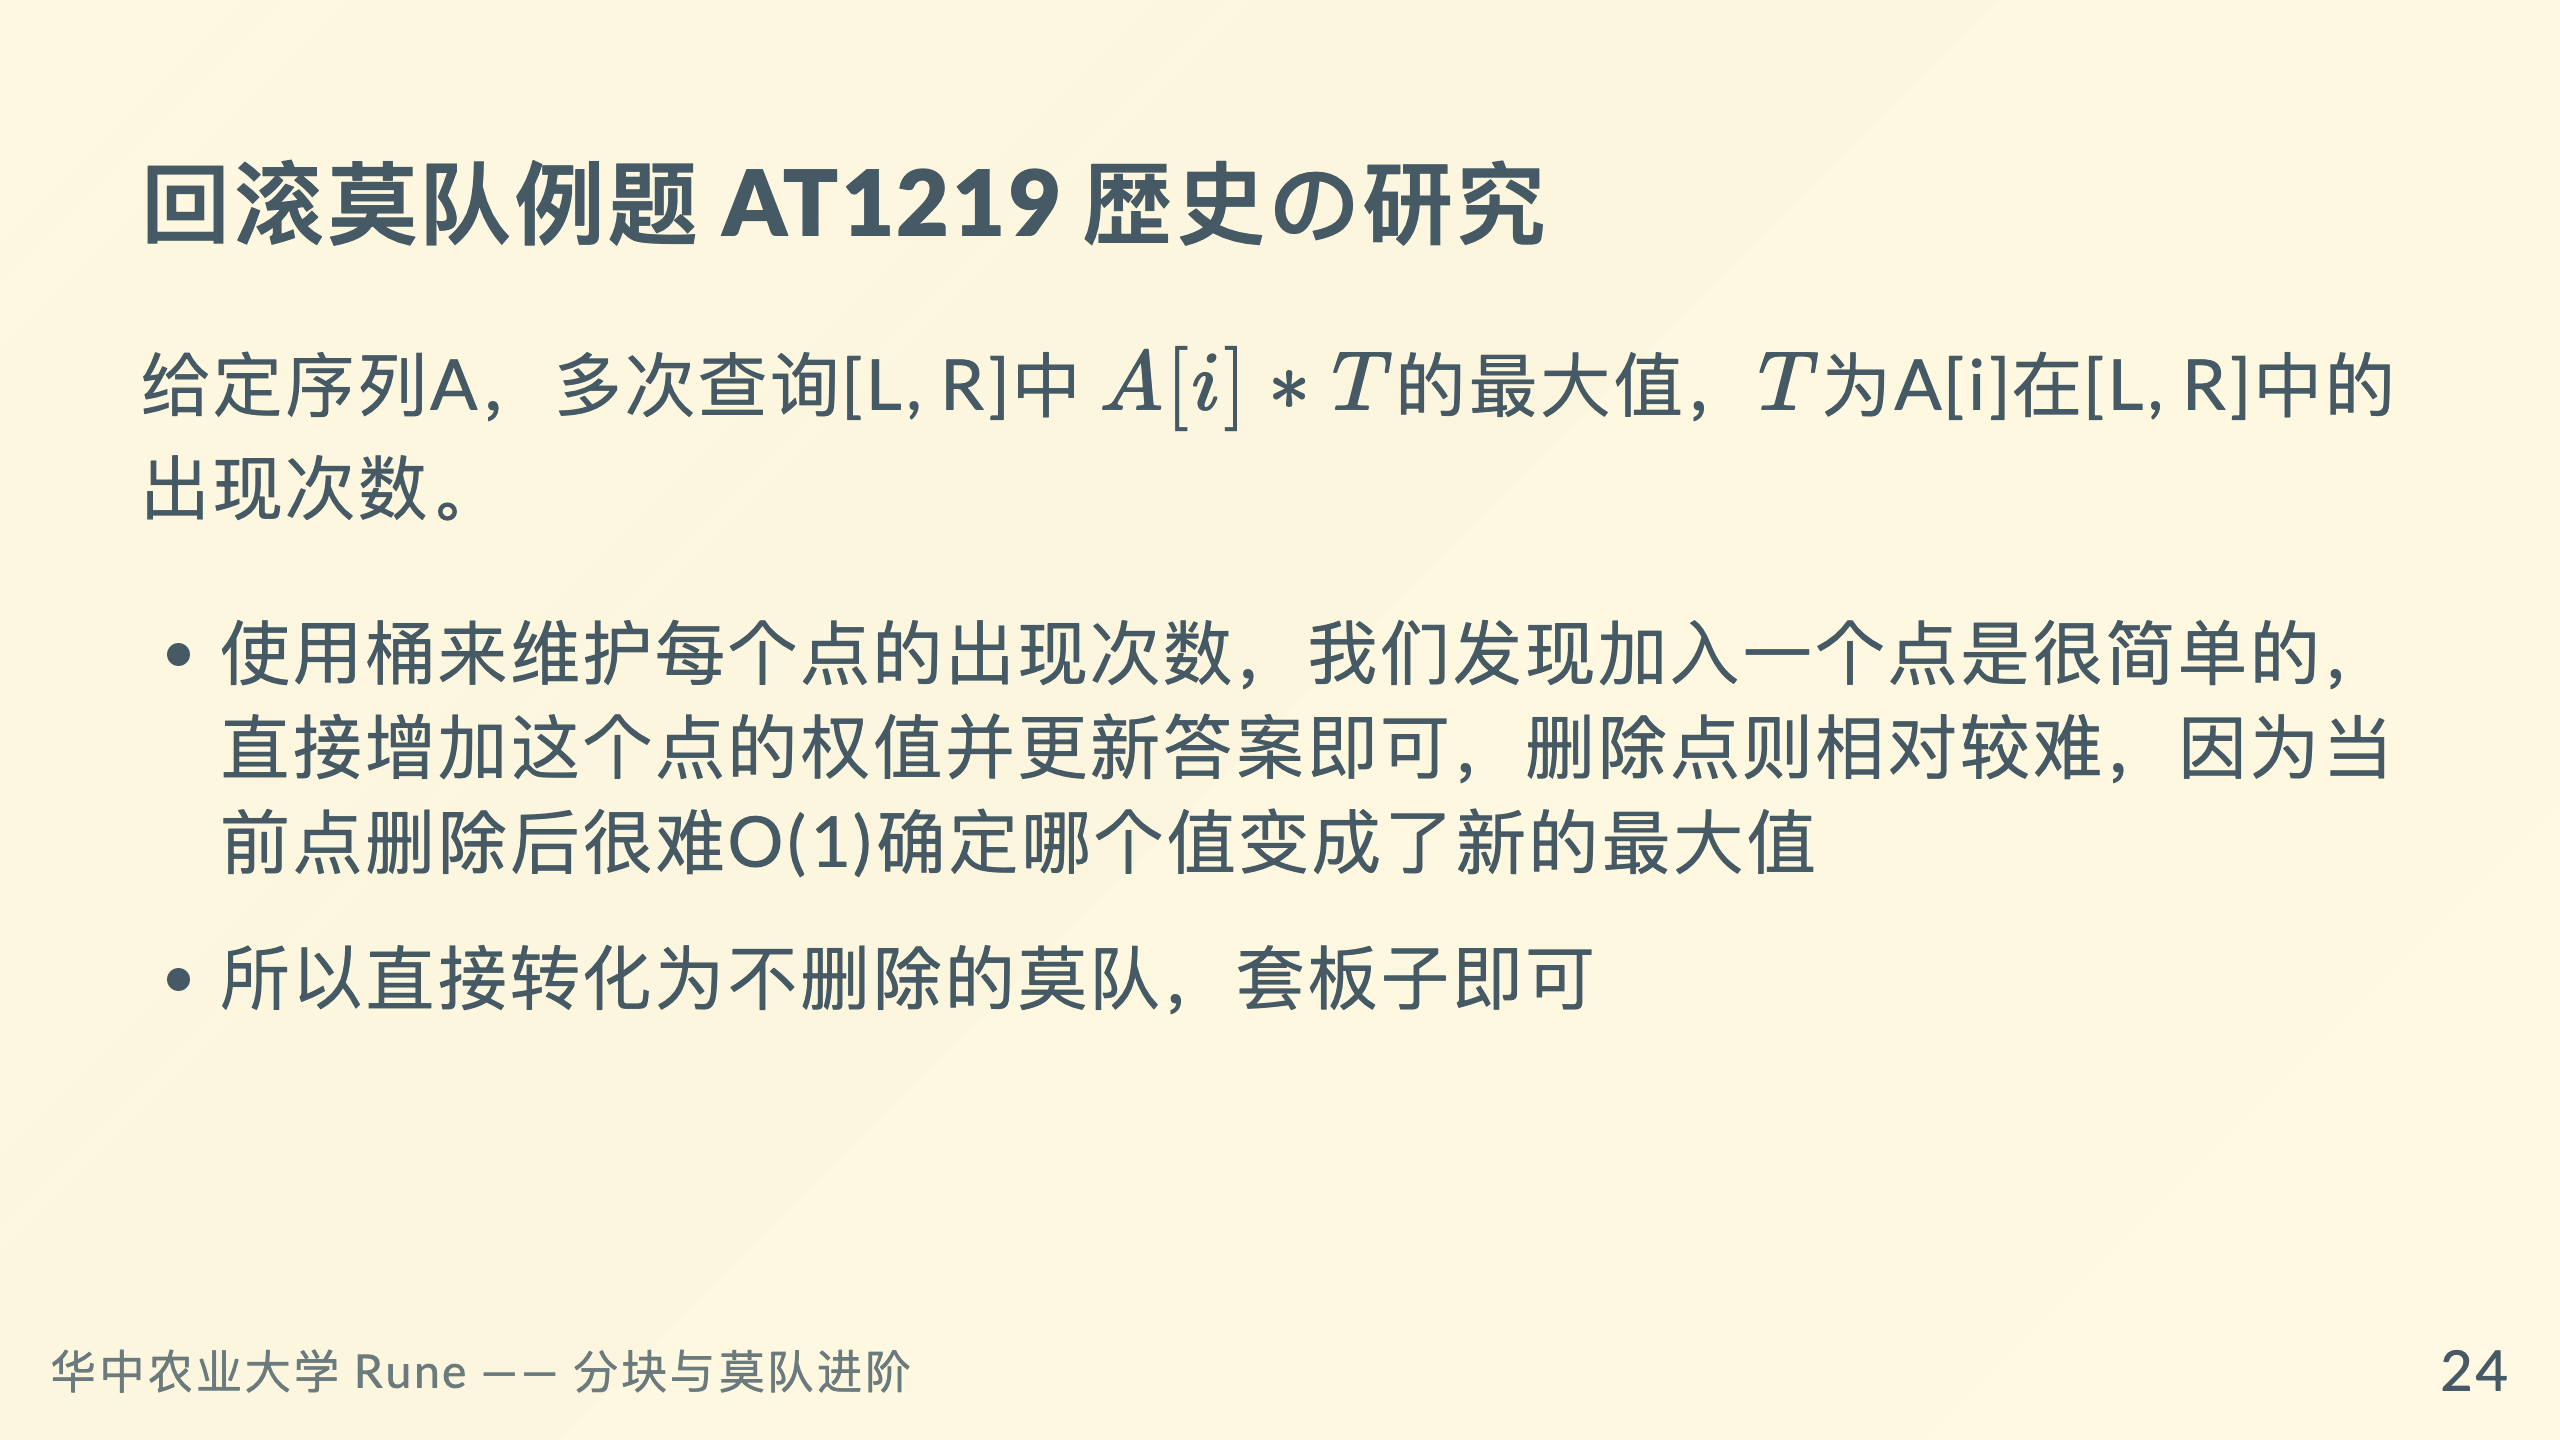 回滚莫队例题 AT1219 歴史の研究
给定序列A，多次查询[L, R]中 A[i] * T的最大值，T为A[i]在[L, R]中的
出现次数。
• 使用桶来维护每个点的出现次数，我们发现加入一个点是很简单的，
直接增加这个点的权值并更新答案即可，删除点则相对较难，因为当
前点删除后很难O(1)确定哪个值变成了新的最大值
• 所以直接转化为不删除的莫队，套板子即可
华中农业大学 Rune —— 分块与莫队进阶
24